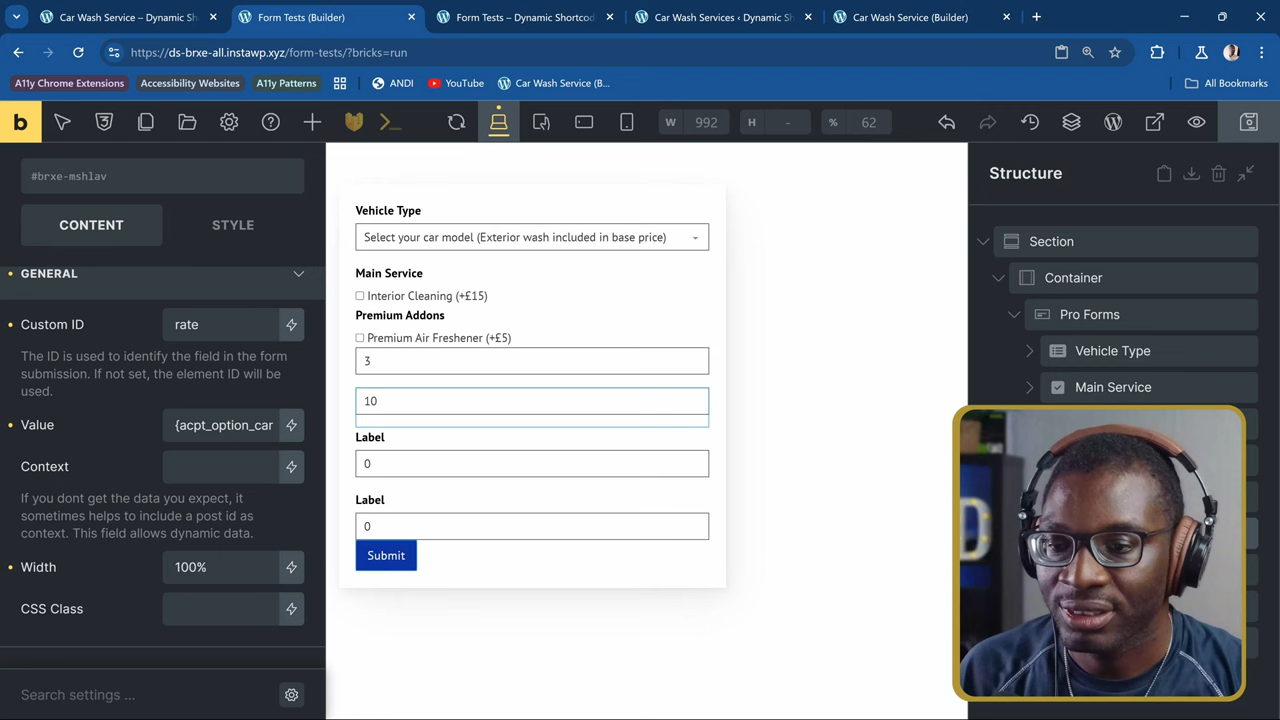 Car Wash Service – Dynamic Sh
Form Tests (Builder)
Form Tests – Dynamic Shortcod
Car Wash Services ‹ Dynamic Sh
Car Wash Service (Builder)
https://ds-brxe-all.instawp.xyz/form-tests/?bricks=run
A11y Chrome Extensions
Accessibility Websites
A11y Patterns
ANDI
YouTube
Car Wash Service (B...
All Bookmarks
b
W 992
H -
% 62
#brxe-mshlav
CONTENT
STYLE
GENERAL
Custom ID
rate
The ID is used to identify the field in the form
submission. If not set, the element ID will be
used.
Value
{acpt_option_car
Context
If you dont get the data you expect, it
sometimes helps to include a post id as
context. This field allows dynamic data.
Width
100%
CSS Class
Search settings ...
Vehicle Type
Select your car model (Exterior wash included in base price)
Main Service
Interior Cleaning (+£15)
Premium Addons
Premium Air Freshener (+£5)
3
10
Label
0
Label
0
Submit
Structure
Section
Container
Pro Forms
Vehicle Type
Main Service